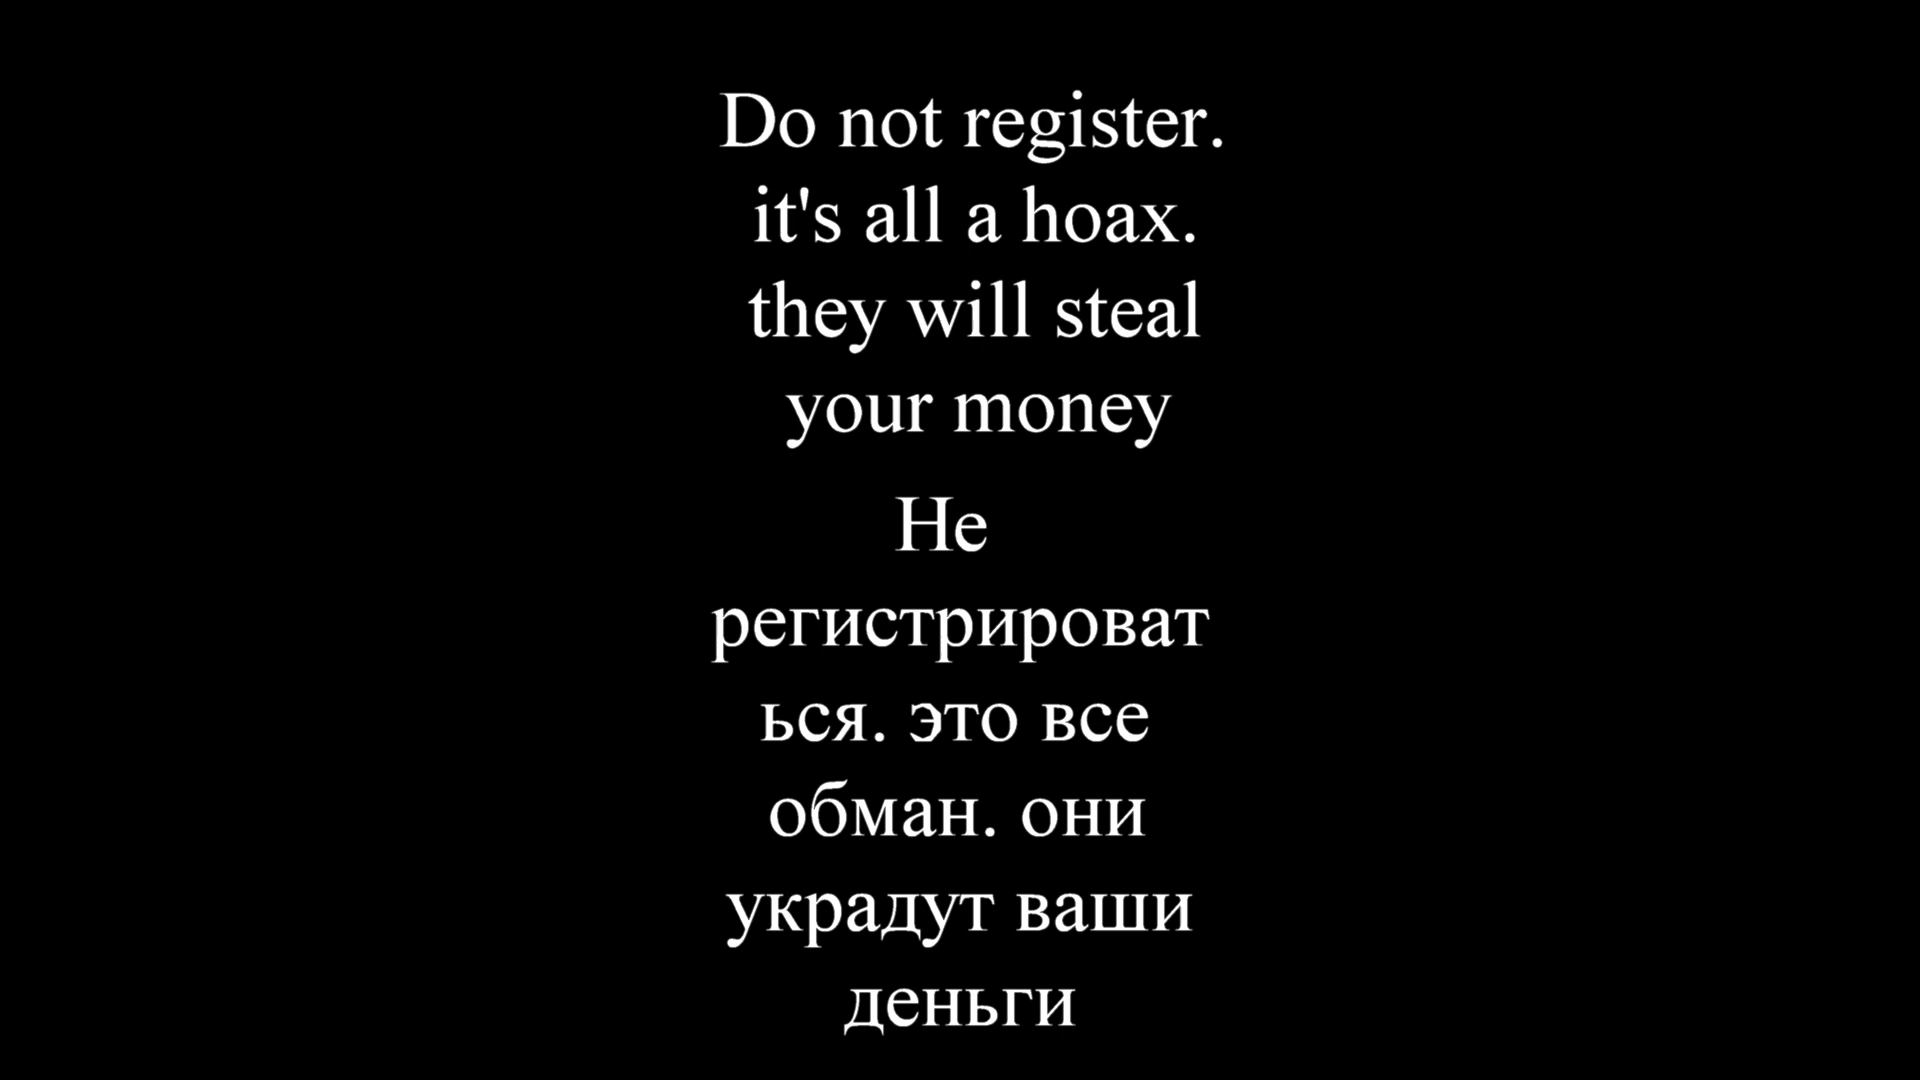 Do not register.
it's all a hoax.
they will steal
your money
Не
регистрироват
ься. это все
обман. они
украдут ваши
деньги